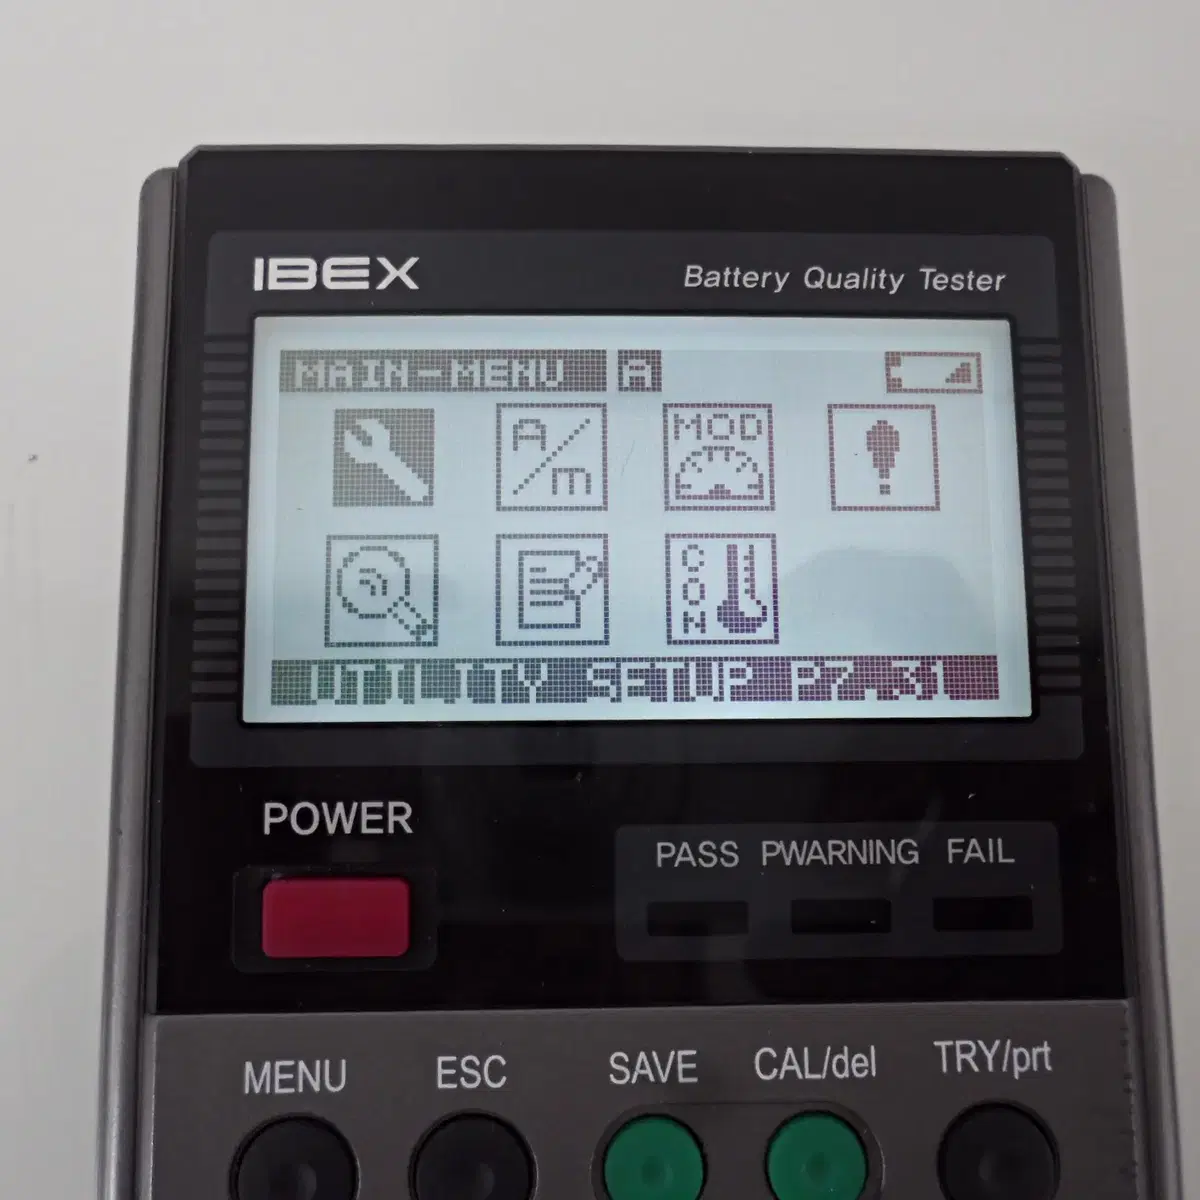 IBEX
Battery Quality Tester
MAIN-MENU A
A/m
MOD
CON
UTILITY SETUP P7.31
POWER
PASS PWARNING FAIL
MENU ESC SAVE CAL/del TRY/prt